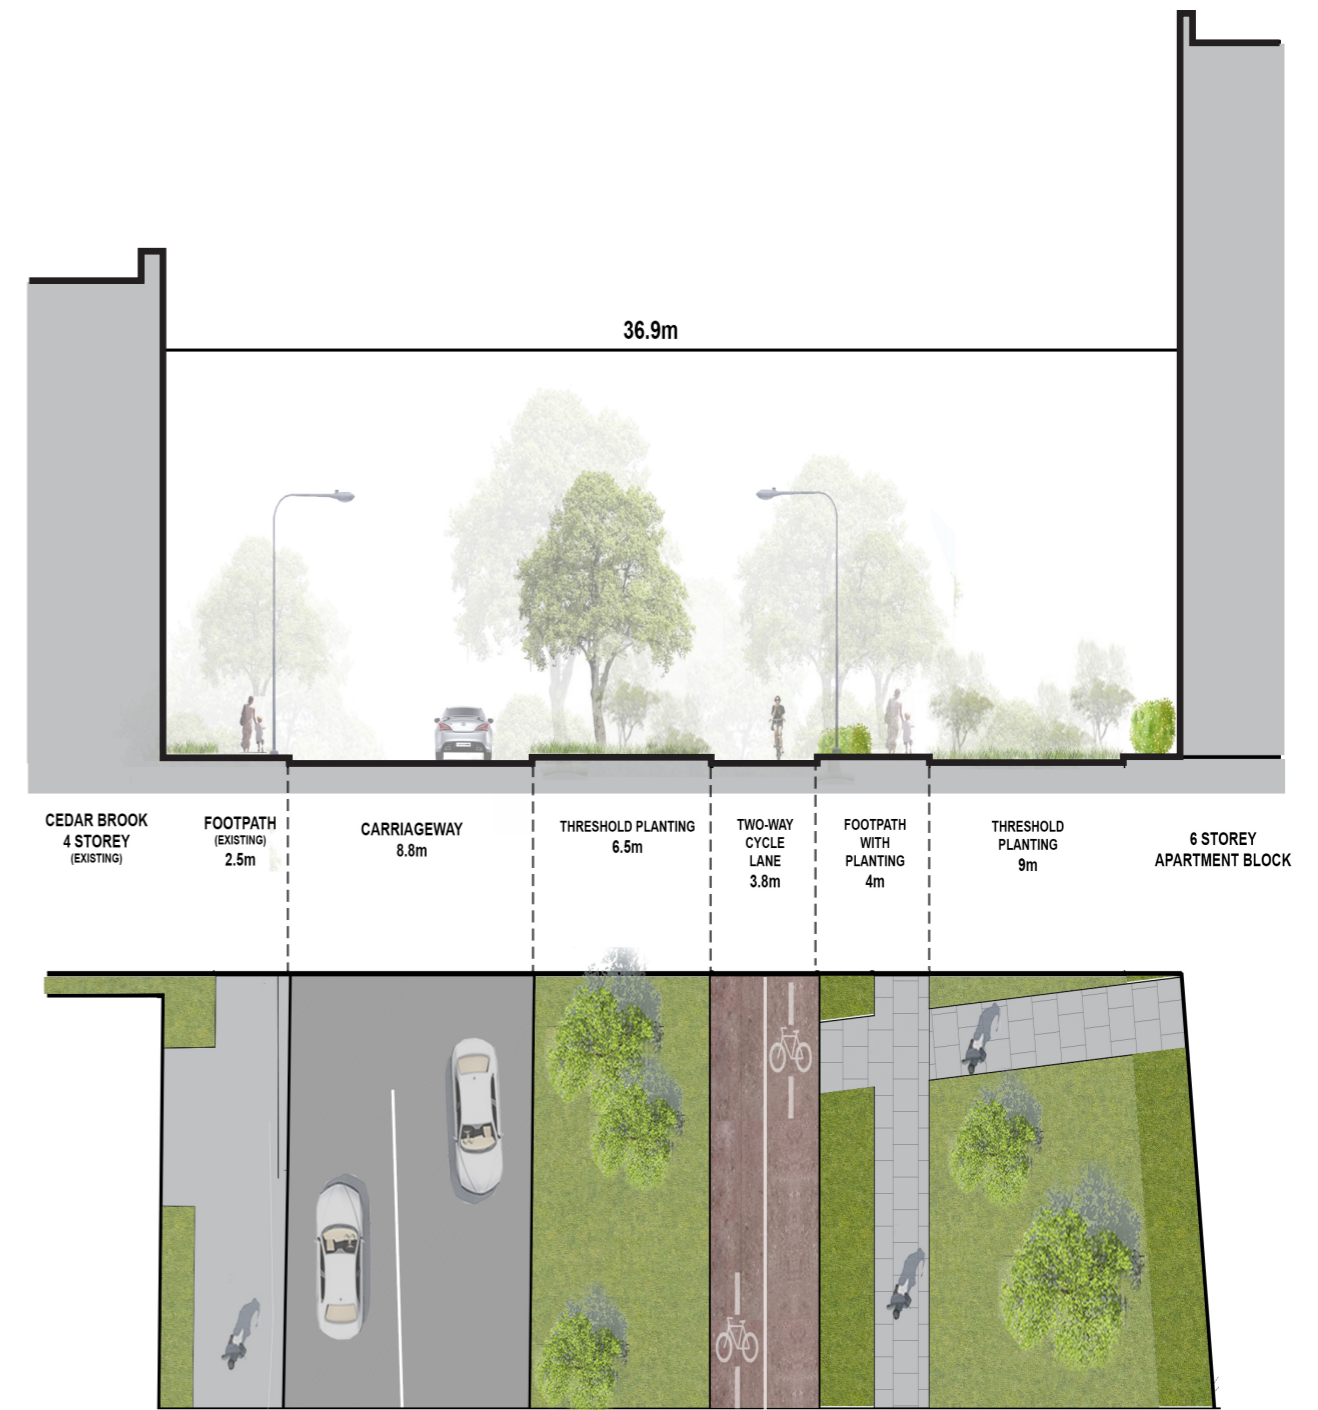 36.9m
CEDAR BROOK
4 STOREY
(EXISTING)
FOOTPATH
(EXISTING)
2.5m
CARRIAGEWAY
8.8m
THRESHOLD PLANTING
6.5m
TWO-WAY
CYCLE
LANE
3.8m
FOOTPATH
WITH
PLANTING
4m
THRESHOLD
PLANTING
9m
6 STOREY
APARTMENT BLOCK